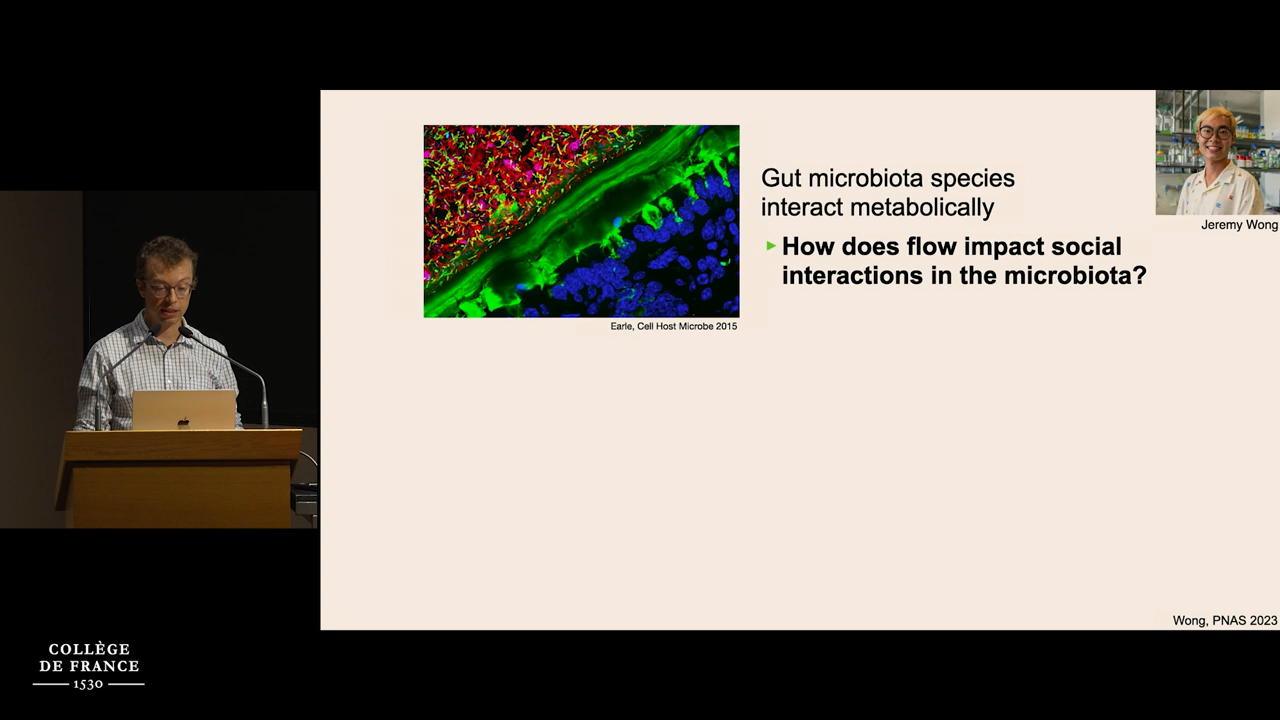 Gut microbiota species
interact metabolically
How does flow impact social
interactions in the microbiota?
Jeremy Wong
Earle, Cell Host Microbe 2015
Wong, PNAS 2023
COLLÈGE
DE FRANCE
1530